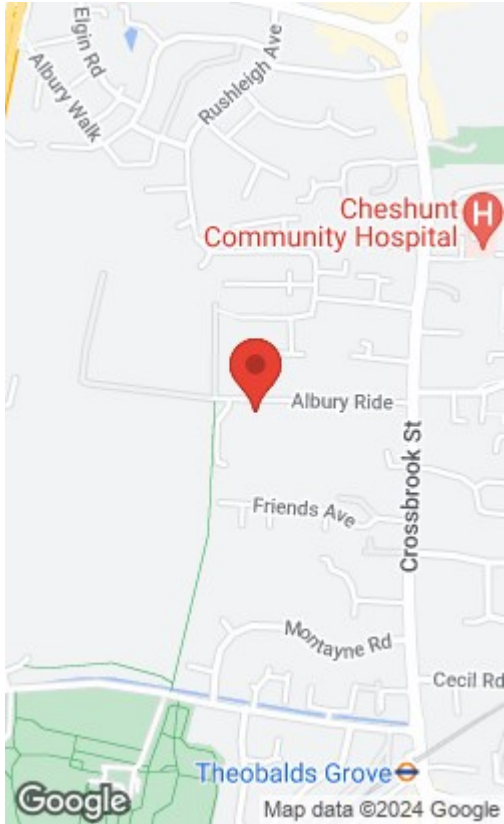 Elgin Rd
Albury Walk
Rushleigh Ave
Cheshunt
Community Hospital
H
Albury Ride
Crossbrook St
Friends Ave
Montayne Rd
Cecil Rd
Theobalds Grove
Google
Map data ©2024 Google